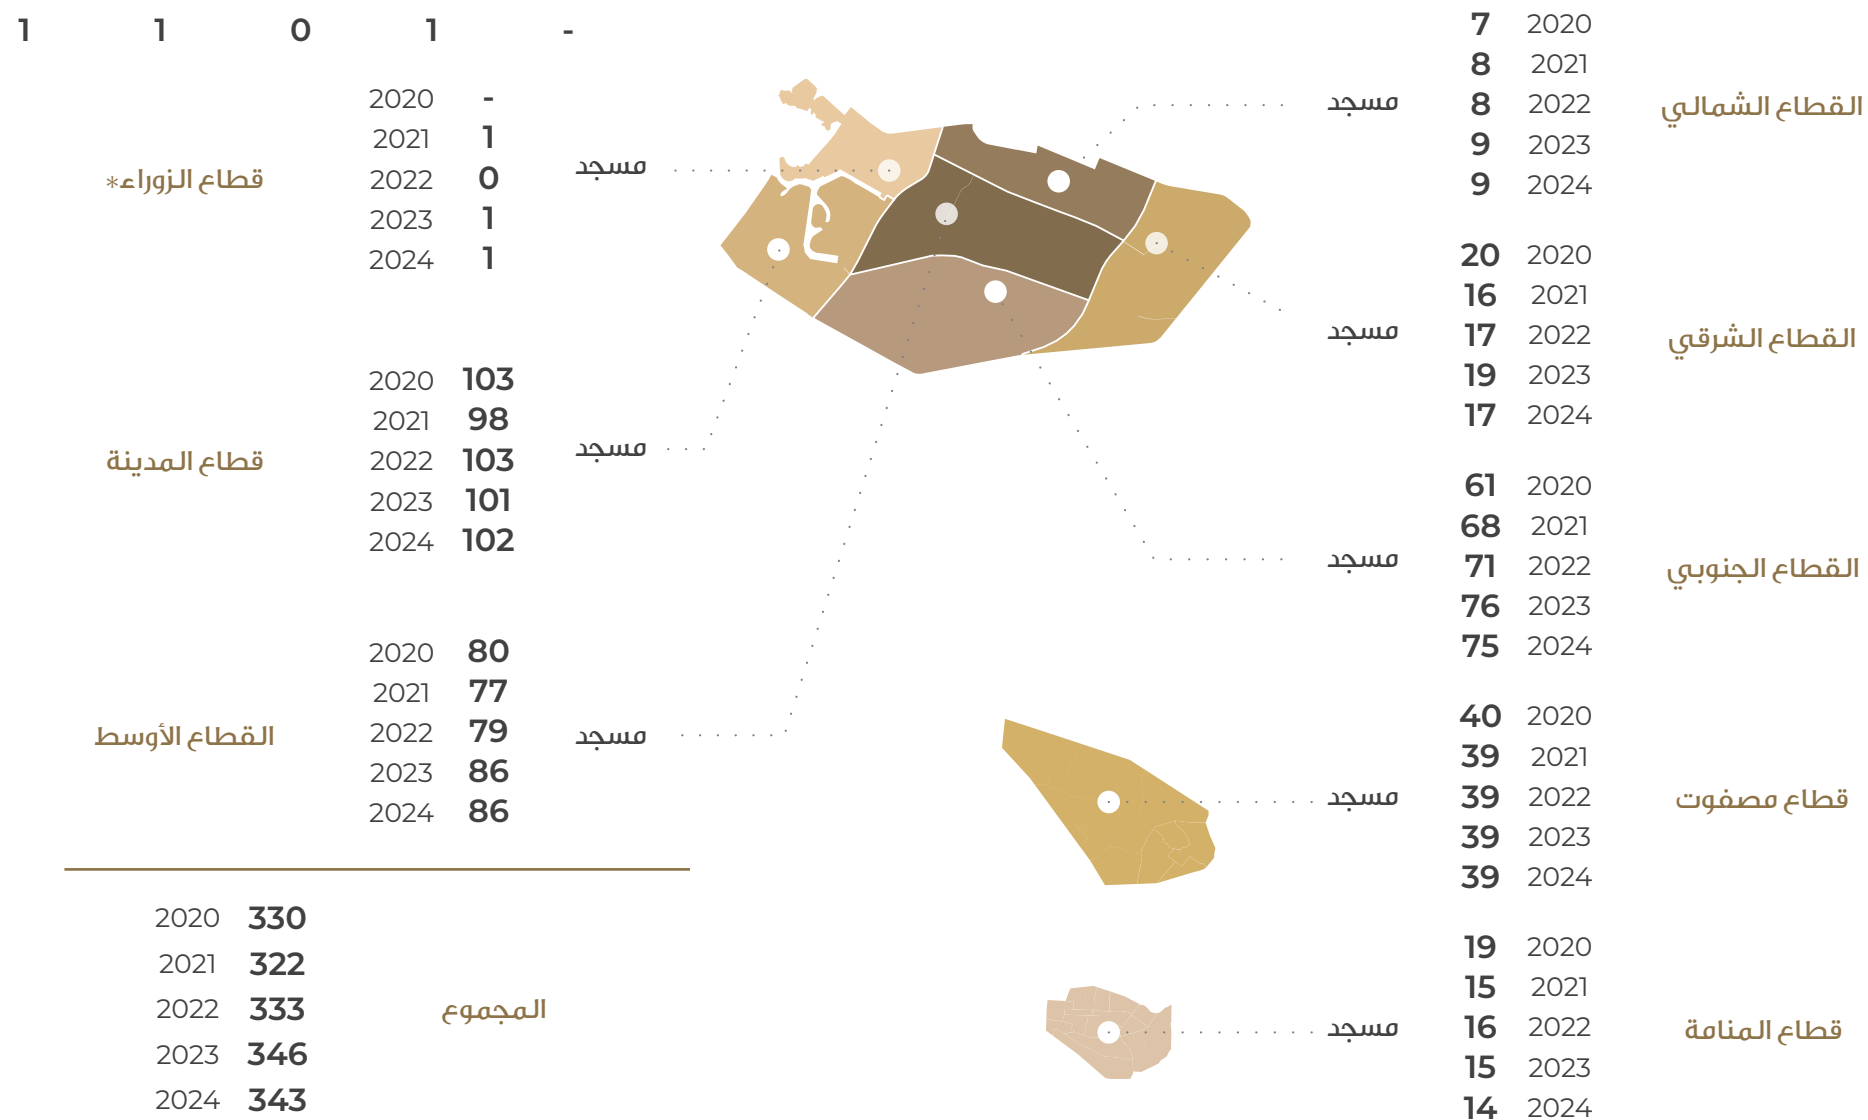 1 1 0 1 -
القطاع الشمالي
مسجد
7 2020
8 2021
8 2022
9 2023
9 2024
القطاع الشرقي
مسجد
20 2020
16 2021
17 2022
19 2023
17 2024
القطاع الجنوبي
مسجد
61 2020
68 2021
71 2022
76 2023
75 2024
قطاع مصفوت
مسجد
40 2020
39 2021
39 2022
39 2023
39 2024
قطاع المنامة
مسجد
19 2020
15 2021
16 2022
15 2023
14 2024
قطاع الزوراء*
مسجد
2020 -
2021 1
2022 0
2023 1
2024 1
قطاع المدينة
مسجد
2020 103
2021 98
2022 103
2023 101
2024 102
القطاع الأوسط
مسجد
2020 80
2021 77
2022 79
2023 86
2024 86
المجموع
2020 330
2021 322
2022 333
2023 346
2024 343